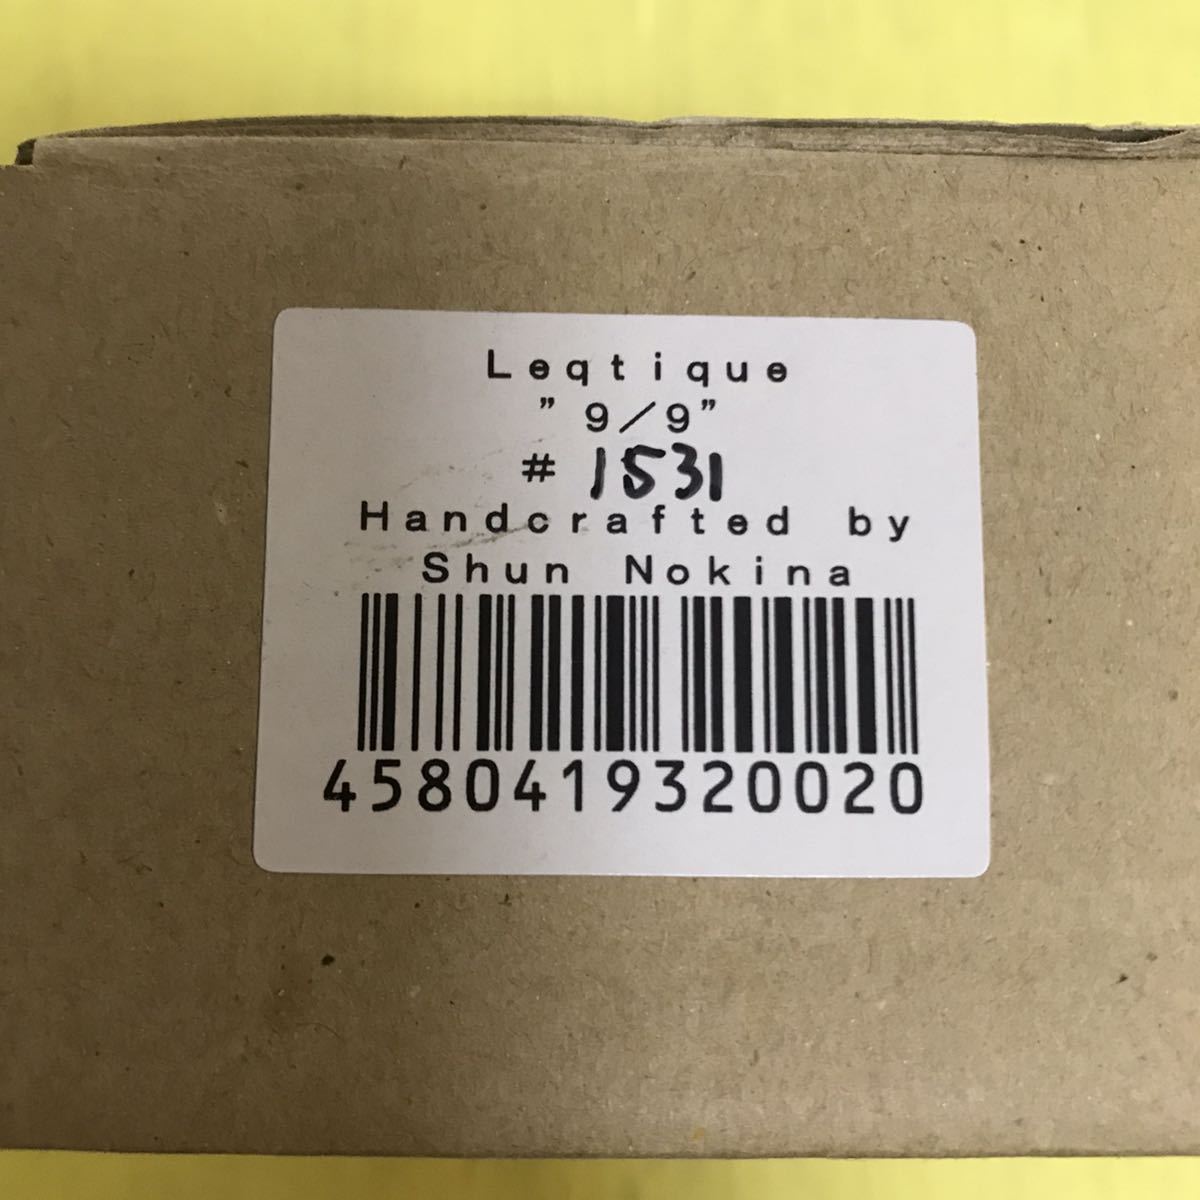 Leqtique
”9／9”
# 1531
Handcrafted by
Shun Nokina
4580419320020